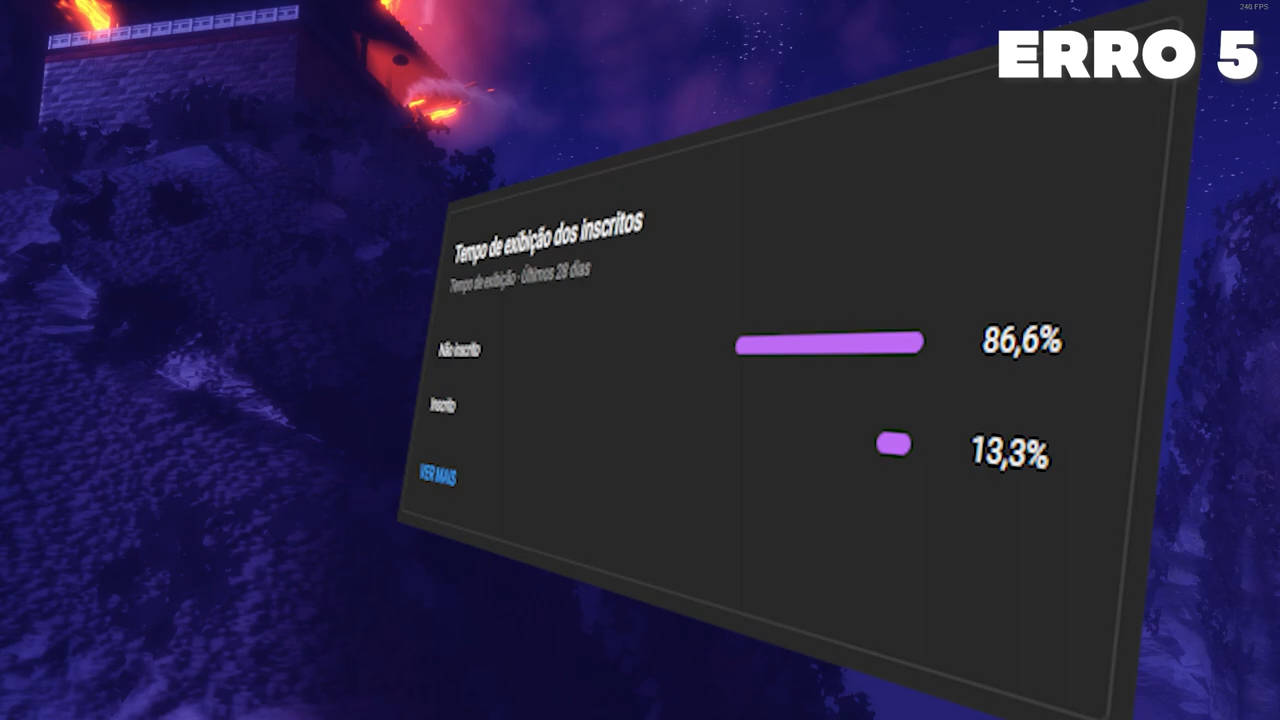 240 FPS
ERRO 5
Tempo de exibição dos inscritos
Tempo de exibição · Últimos 28 dias
Não inscrito 86,6%
Inscrito 13,3%
VER MAIS